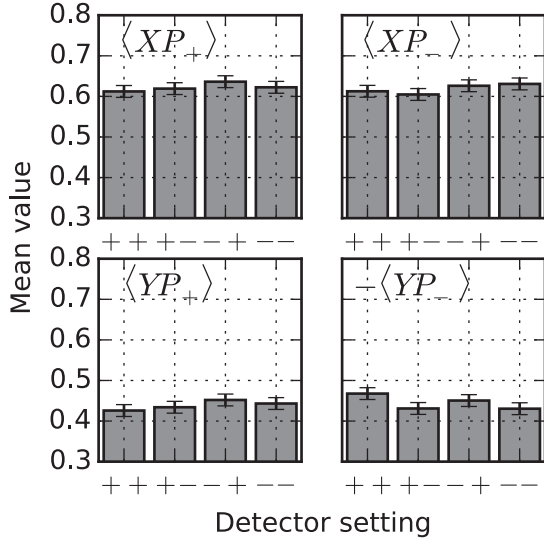 Mean value
0.8
0.7
0.6
0.5
0.4
0.3
⟨XP₊⟩
++ +− −+ −−
⟨XP₋⟩
++ +− −+ −−
0.8
0.7
0.6
0.5
0.4
0.3
⟨YP₊⟩
++ +− −+ −−
−⟨YP₋⟩
++ +− −+ −−
Detector setting